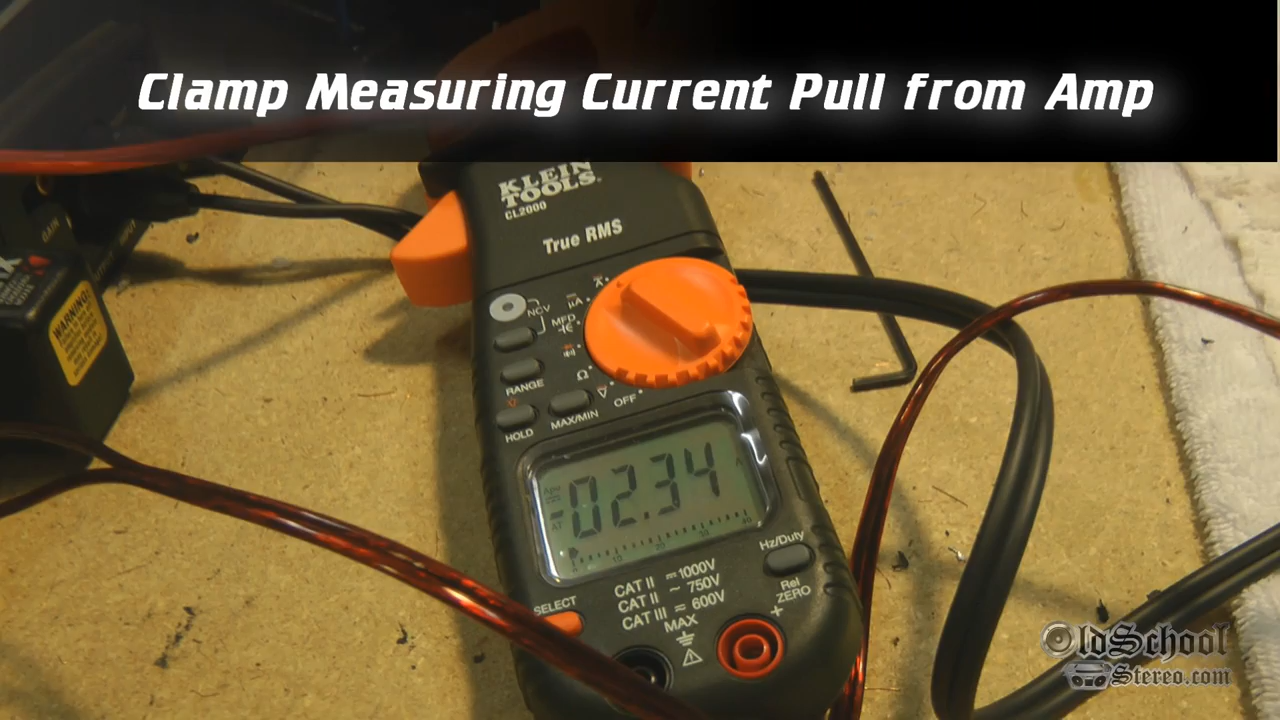 Clamp Measuring Current Pull from Amp
KLEIN
TOOLS
CL2000
True RMS
NCV
MFD
RANGE
HOLD
MAX/MIN
Ω
µA
A
V
OFF
-02.34
Hz/Duty
CAT II ⎓ 1000V
CAT II ~ 750V
CAT III ≂ 600V
SELECT
MAX
Rel
ZERO
+
WARNING:
GAIN
OldSchool
Stereo.com